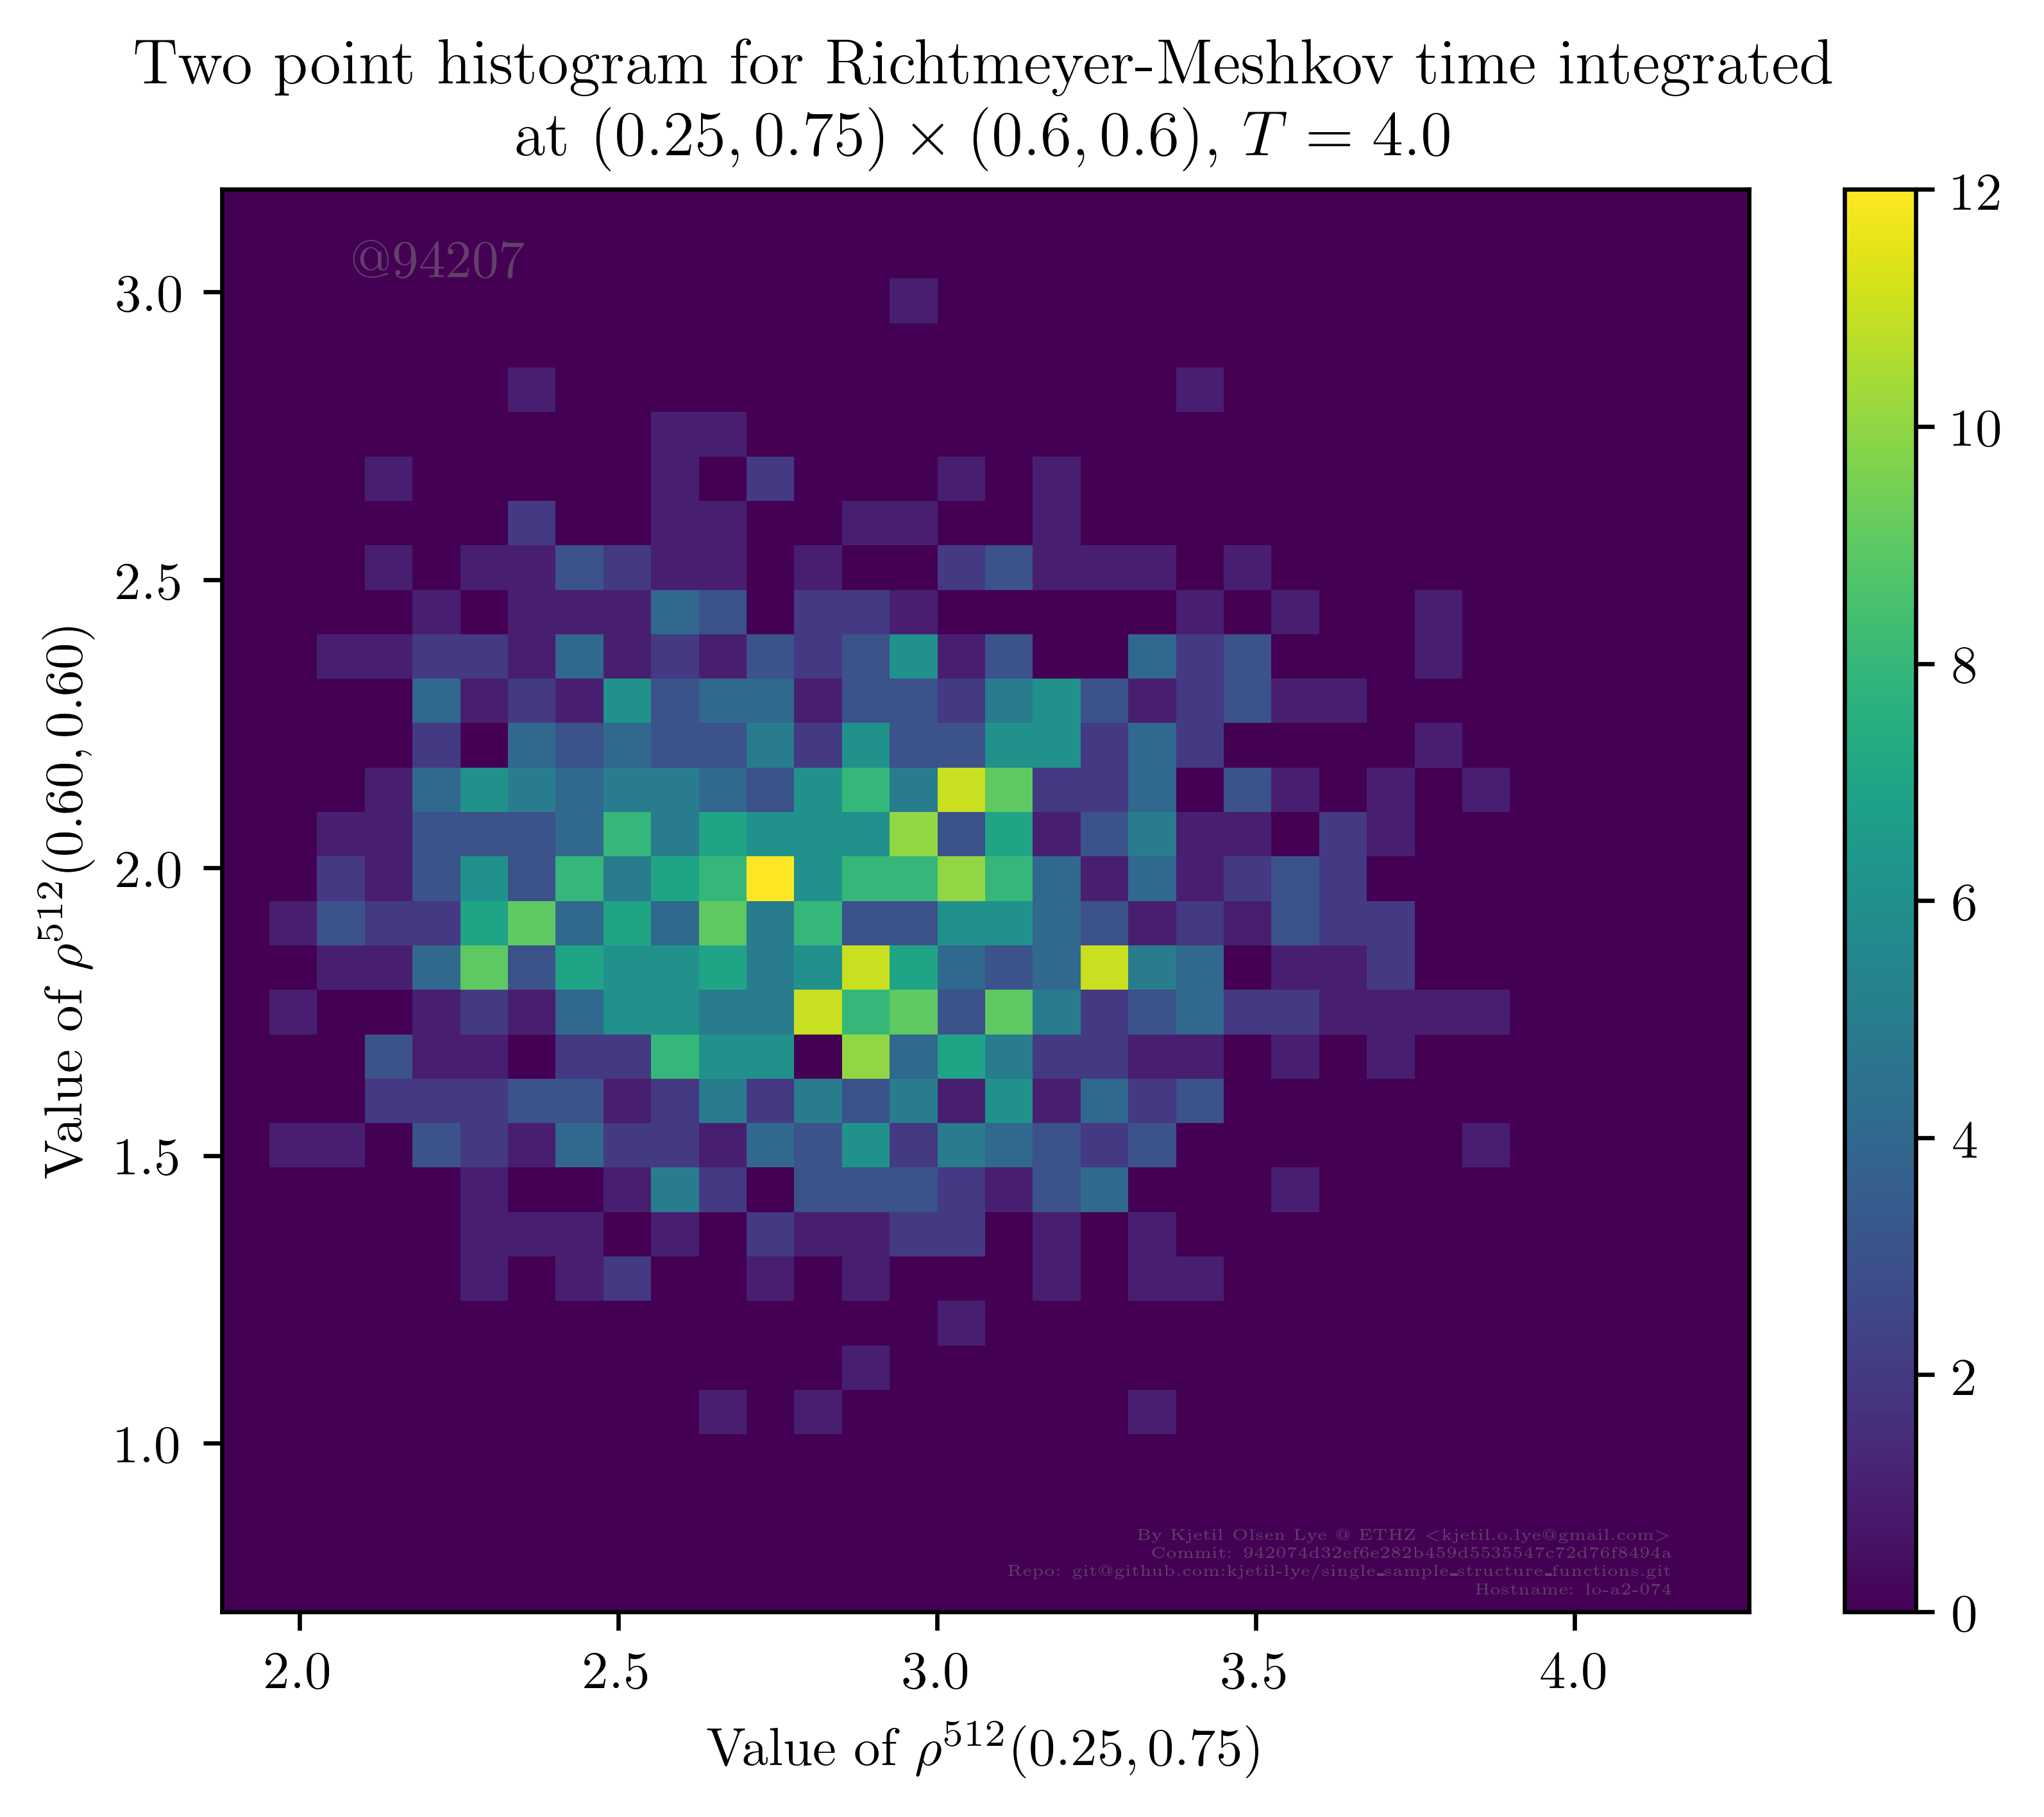 Two point histogram for Richtmeyer-Meshkov time integrated
at (0.25, 0.75) × (0.6, 0.6), T = 4.0
@94207
3.0
2.5
2.0
1.5
1.0
Value of ρ^512(0.60, 0.60)
2.0 2.5 3.0 3.5 4.0
Value of ρ^512(0.25, 0.75)
12
10
8
6
4
2
0
By Kjetil Olsen Lye @ ETHZ <kjetil.o.lye@gmail.com>
Commit: 942074d32ef6e282b459d5535547c72d76f8494a
Repo: git@github.com:kjetil-lye/single_sample_structure_functions.git
Hostname: lo-a2-074